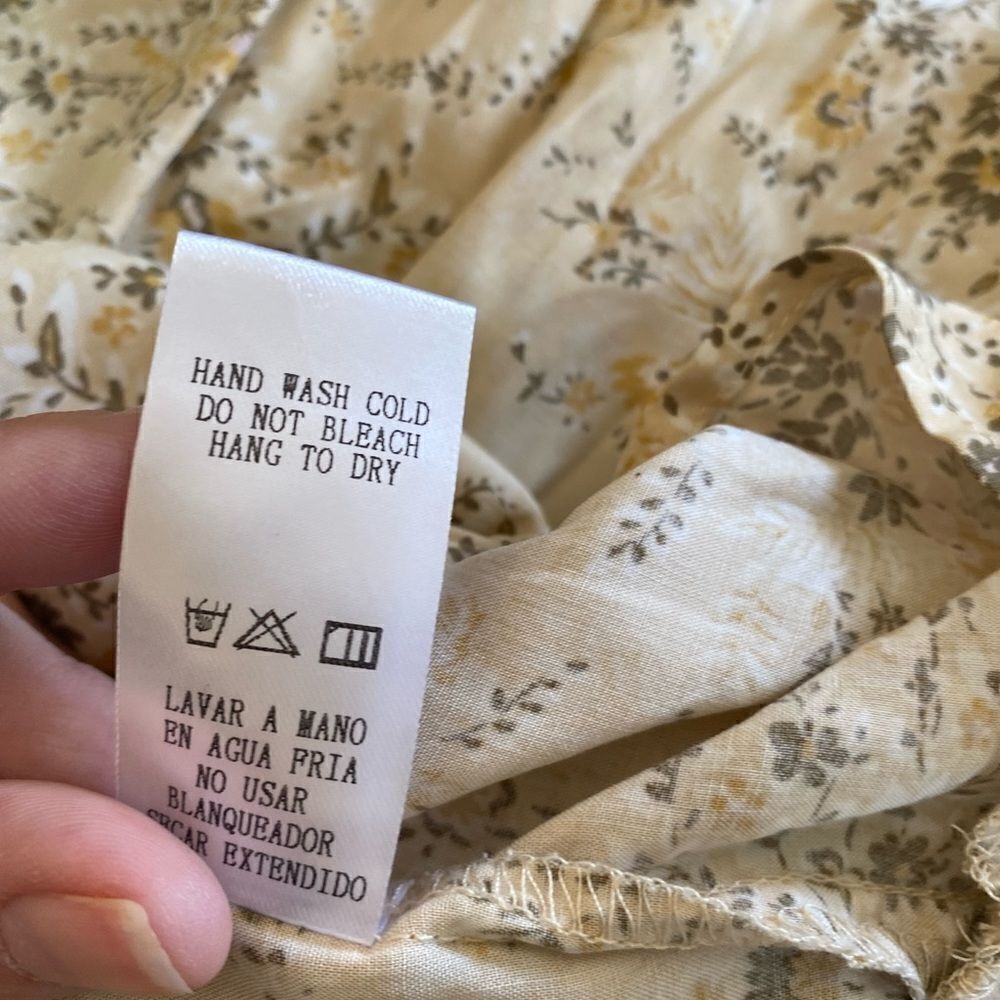 HAND WASH COLD
DO NOT BLEACH
HANG TO DRY
LAVAR A MANO
EN AGUA FRIA
NO USAR
BLANQUEADOR
SECAR EXTENDIDO